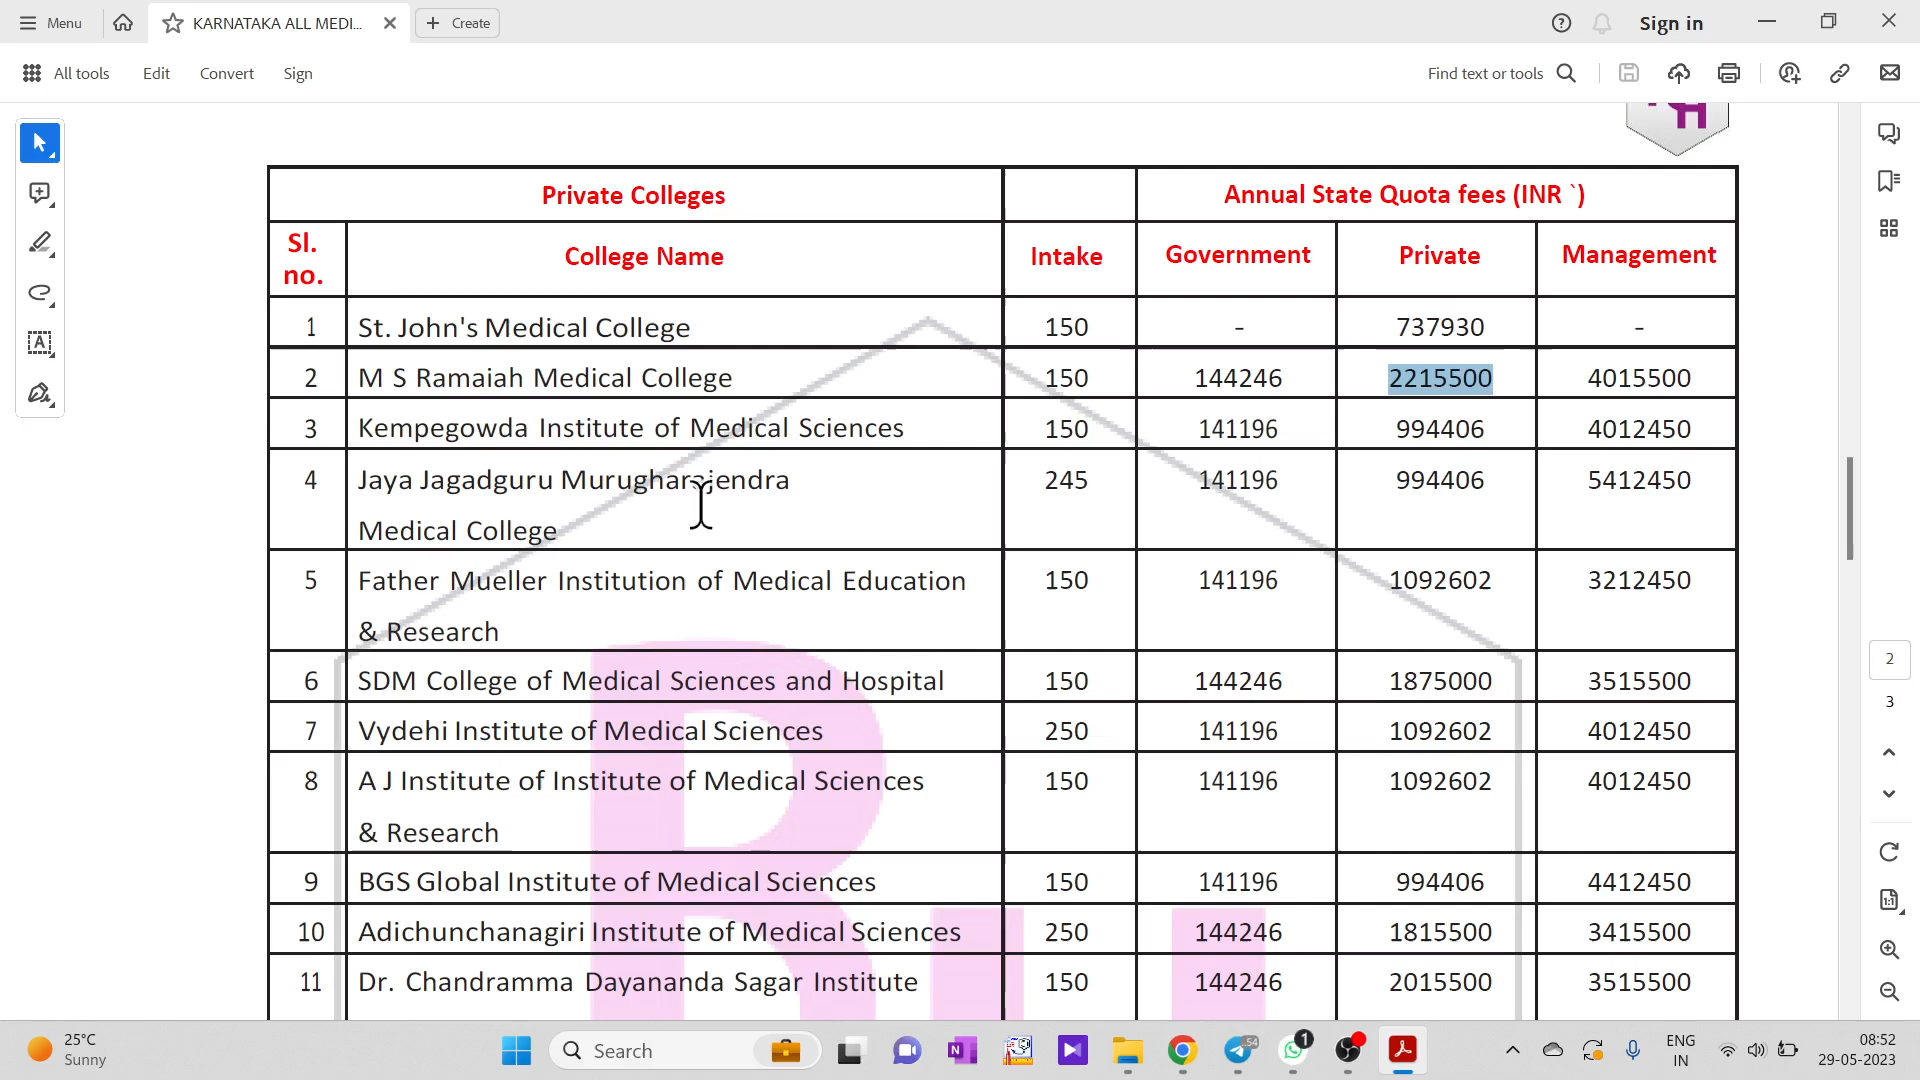 Menu
KARNATAKA ALL MEDI...
Create
Sign in
All tools
Edit
Convert
Sign
Find text or tools
Private Colleges
Annual State Quota fees (INR `)
Sl. no.
College Name
Intake
Government
Private
Management
1 St. John's Medical College 150 - 737930 -
2 M S Ramaiah Medical College 150 144246 2215500 4015500
3 Kempegowda Institute of Medical Sciences 150 141196 994406 4012450
4 Jaya Jagadguru Murugharajendra 245 141196 994406 5412450
Medical College
5 Father Mueller Institution of Medical Education 150 141196 1092602 3212450
& Research
6 SDM College of Medical Sciences and Hospital 150 144246 1875000 3515500
7 Vydehi Institute of Medical Sciences 250 141196 1092602 4012450
8 A J Institute of Institute of Medical Sciences 150 141196 1092602 4012450
& Research
9 BGS Global Institute of Medical Sciences 150 141196 994406 4412450
10 Adichunchanagiri Institute of Medical Sciences 250 144246 1815500 3415500
11 Dr. Chandramma Dayananda Sagar Institute 150 144246 2015500 3515500
2
3
25°C
Sunny
Search
54
1
ENG
IN
08:52
29-05-2023